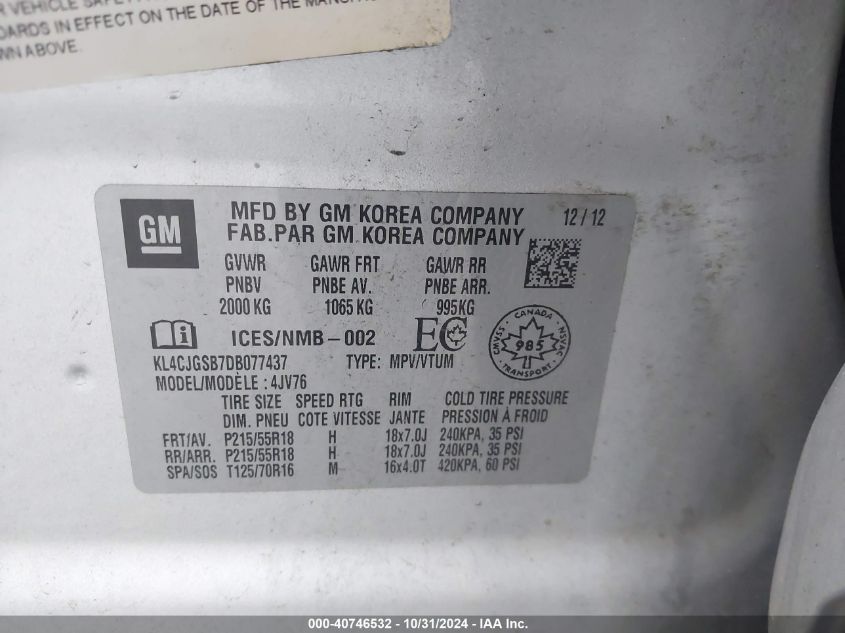 VEHICLE
IN EFFECT ON THE DATE OF THE
ABOVE.
GM
MFD BY GM KOREA COMPANY 12/12
FAB.PAR GM KOREA COMPANY
GVWR GAWR FRT GAWR RR
PNBV PNBE AV. PNBE ARR.
2000 KG 1065 KG 995KG
ICES/NMB-002 EC
CANADA
CMVSS 985 NSVAC
TRANSPORT
KL4CJGSB7DB077437 TYPE: MPV/VTUM
MODEL/MODÈLE : 4JV76
TIRE SIZE SPEED RTG RIM COLD TIRE PRESSURE
DIM. PNEU COTE VITESSE JANTE PRESSION À FROID
FRT/AV. P215/55R18 H 18x7.0J 240KPA, 35 PSI
RR/ARR. P215/55R18 H 18x7.0J 240KPA, 35 PSI
SPA/SOS T125/70R16 M 16x4.0T 420KPA, 60 PSI
000-40746532 - 10/31/2024 - IAA Inc.